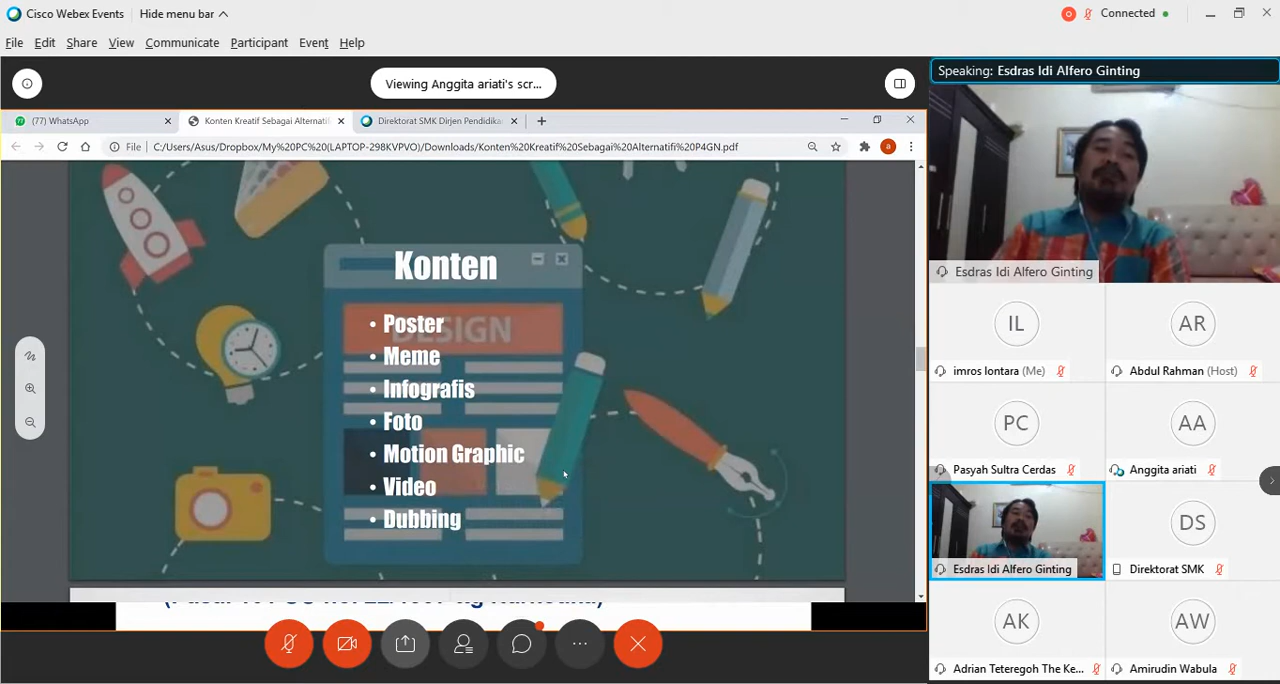 Cisco Webex Events
Hide menu bar
Connected
File Edit Share View Communicate Participant Event Help
Viewing Anggita ariati's scr...
Speaking: Esdras Idi Alfero Ginting
(77) WhatsApp
Konten Kreatif Sebagai Alternatif
Direktorat SMK Dirjen Pendidika
File
C:/Users/Asus/Dropbox/My%20PC%20(LAPTOP-298KVPVO)/Downloads/Konten%20Kreatif%20Sebagai%20Alternatifi%20P4GN.pdf
a
Konten
DESIGN
• Poster
• Meme
• Infografis
• Foto
• Motion Graphic
• Video
• Dubbing
Esdras Idi Alfero Ginting
IL
imros lontara (Me)
AR
Abdul Rahman (Host)
PC
Pasyah Sultra Cerdas
AA
Anggita ariati
Esdras Idi Alfero Ginting
DS
Direktorat SMK
AK
Adrian Teteregoh The Ke...
AW
Amirudin Wabula